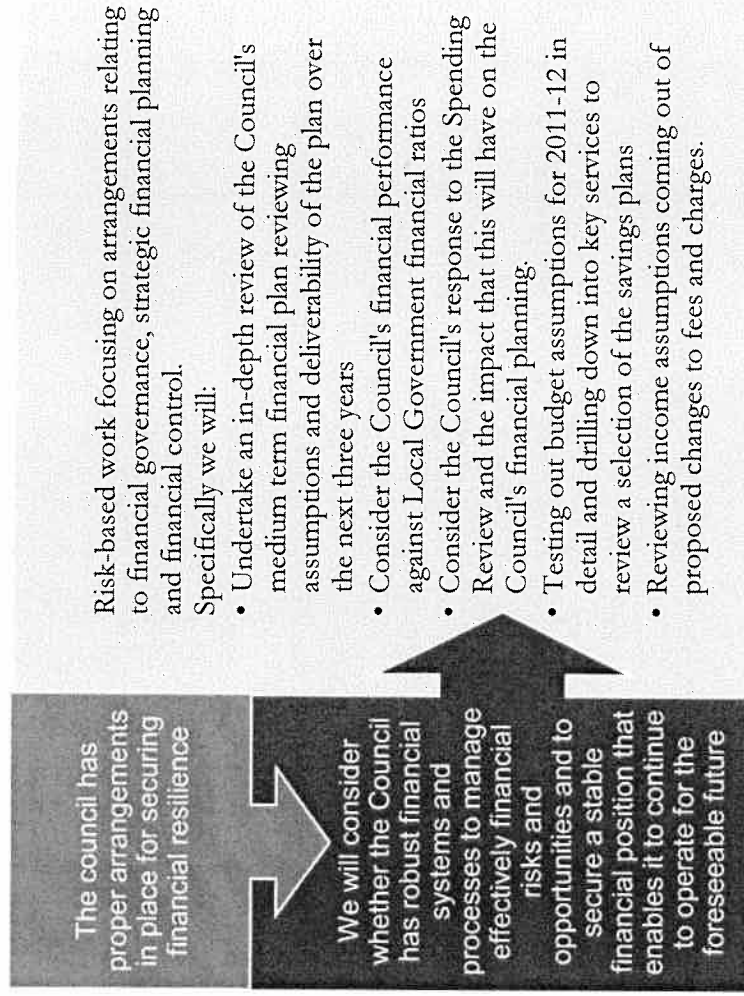 The council has
proper arrangements
in place for securing
financial resilience
We will consider
whether the Council
has robust financial
systems and
processes to manage
effectively financial
risks and
opportunities and to
secure a stable
financial position that
enables it to continue
to operate for the
foreseeable future
Risk-based work focusing on arrangements relating
to financial governance, strategic financial planning
and financial control.
Specifically we will:
• Undertake an in-depth review of the Council's
medium term financial plan reviewing
assumptions and deliverability of the plan over
the next three years
• Consider the Council's financial performance
against Local Government financial ratios
• Consider the Council's response to the Spending
Review and the impact that this will have on the
Council's financial planning.
• Testing out budget assumptions for 2011-12 in
detail and drilling down into key services to
review a selection of the savings plans
• Reviewing income assumptions coming out of
proposed changes to fees and charges.